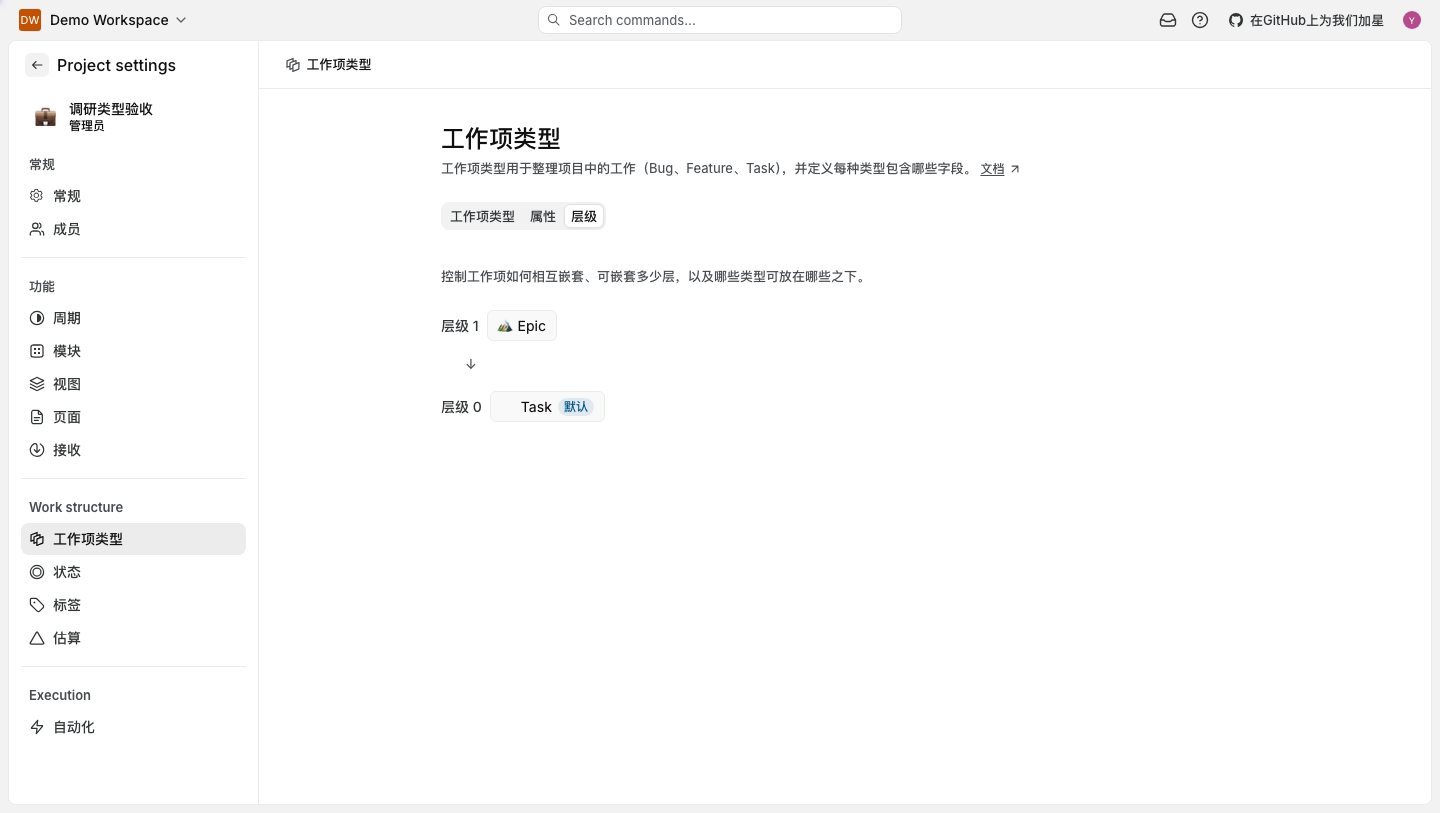 DW Demo Workspace
Search commands...
在GitHub上为我们加星
Y
Project settings
调研类型验收
管理员
常规
常规
成员
功能
周期
模块
视图
页面
接收
Work structure
工作项类型
状态
标签
估算
Execution
自动化
工作项类型
工作项类型
工作项类型用于整理项目中的工作（Bug、Feature、Task），并定义每种类型包含哪些字段。 文档
工作项类型 属性 层级
控制工作项如何相互嵌套、可嵌套多少层，以及哪些类型可放在哪些之下。
层级 1 Epic
层级 0 Task 默认